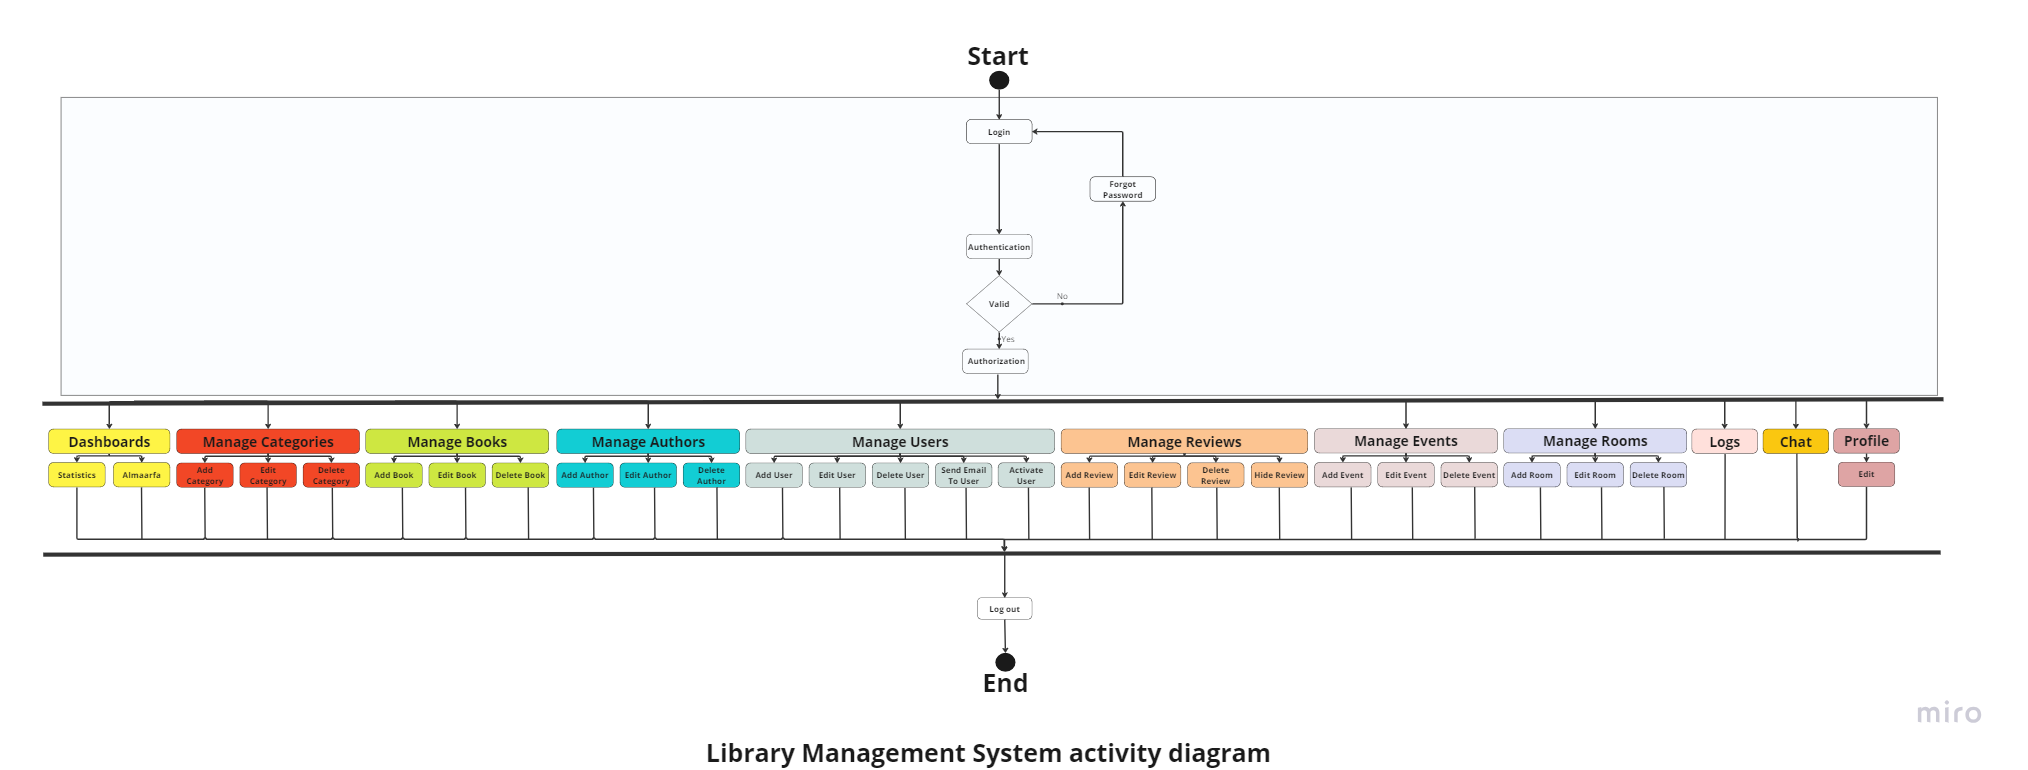 Start
Login
Forgot
Password
Authentication
Valid
No
Yes
Authorization
Dashboards
Manage Categories
Manage Books
Manage Authors
Manage Users
Manage Reviews
Manage Events
Manage Rooms
Logs
Chat
Profile
Statistics
Almaarfa
Add
Category
Edit
Category
Delete
Category
Add Book
Edit Book
Delete Book
Add Author
Edit Author
Delete
Author
Add User
Edit User
Delete User
Send Email
To User
Activate
User
Add Review
Edit Review
Delete
Review
Hide Review
Add Event
Edit Event
Delete Event
Add Room
Edit Room
Delete Room
Edit
Log out
End
miro
Library Management System activity diagram